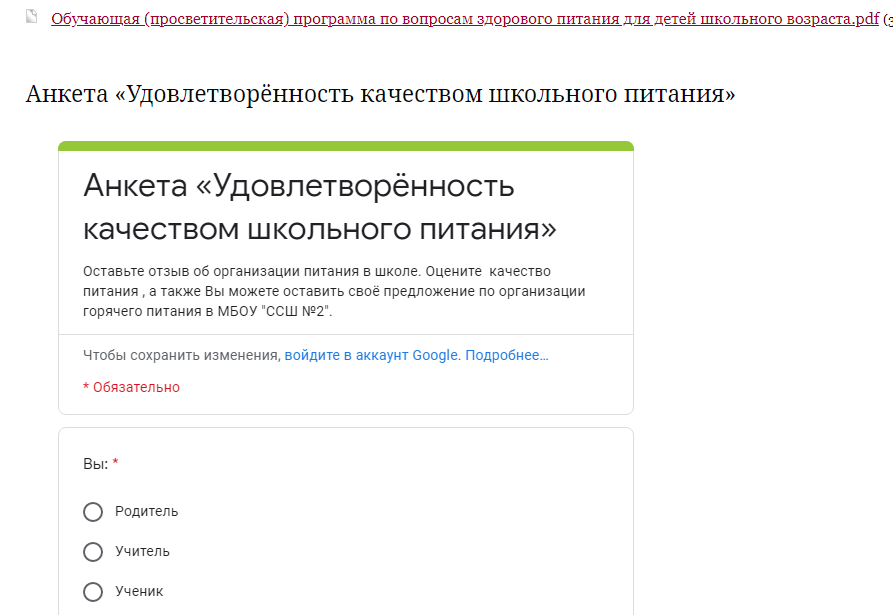 Обучающая (просветительская) программа по вопросам здорового питания для детей школьного возраста.pdf (
Анкета «Удовлетворённость качеством школьного питания»
Анкета «Удовлетворённость
качеством школьного питания»
Оставьте отзыв об организации питания в школе. Оцените  качество
питания , а также Вы можете оставить своё предложение по организации
горячего питания в МБОУ "ССШ №2".
Чтобы сохранить изменения, войдите в аккаунт Google. Подробнее…
* Обязательно
Вы: *
Родитель
Учитель
Ученик